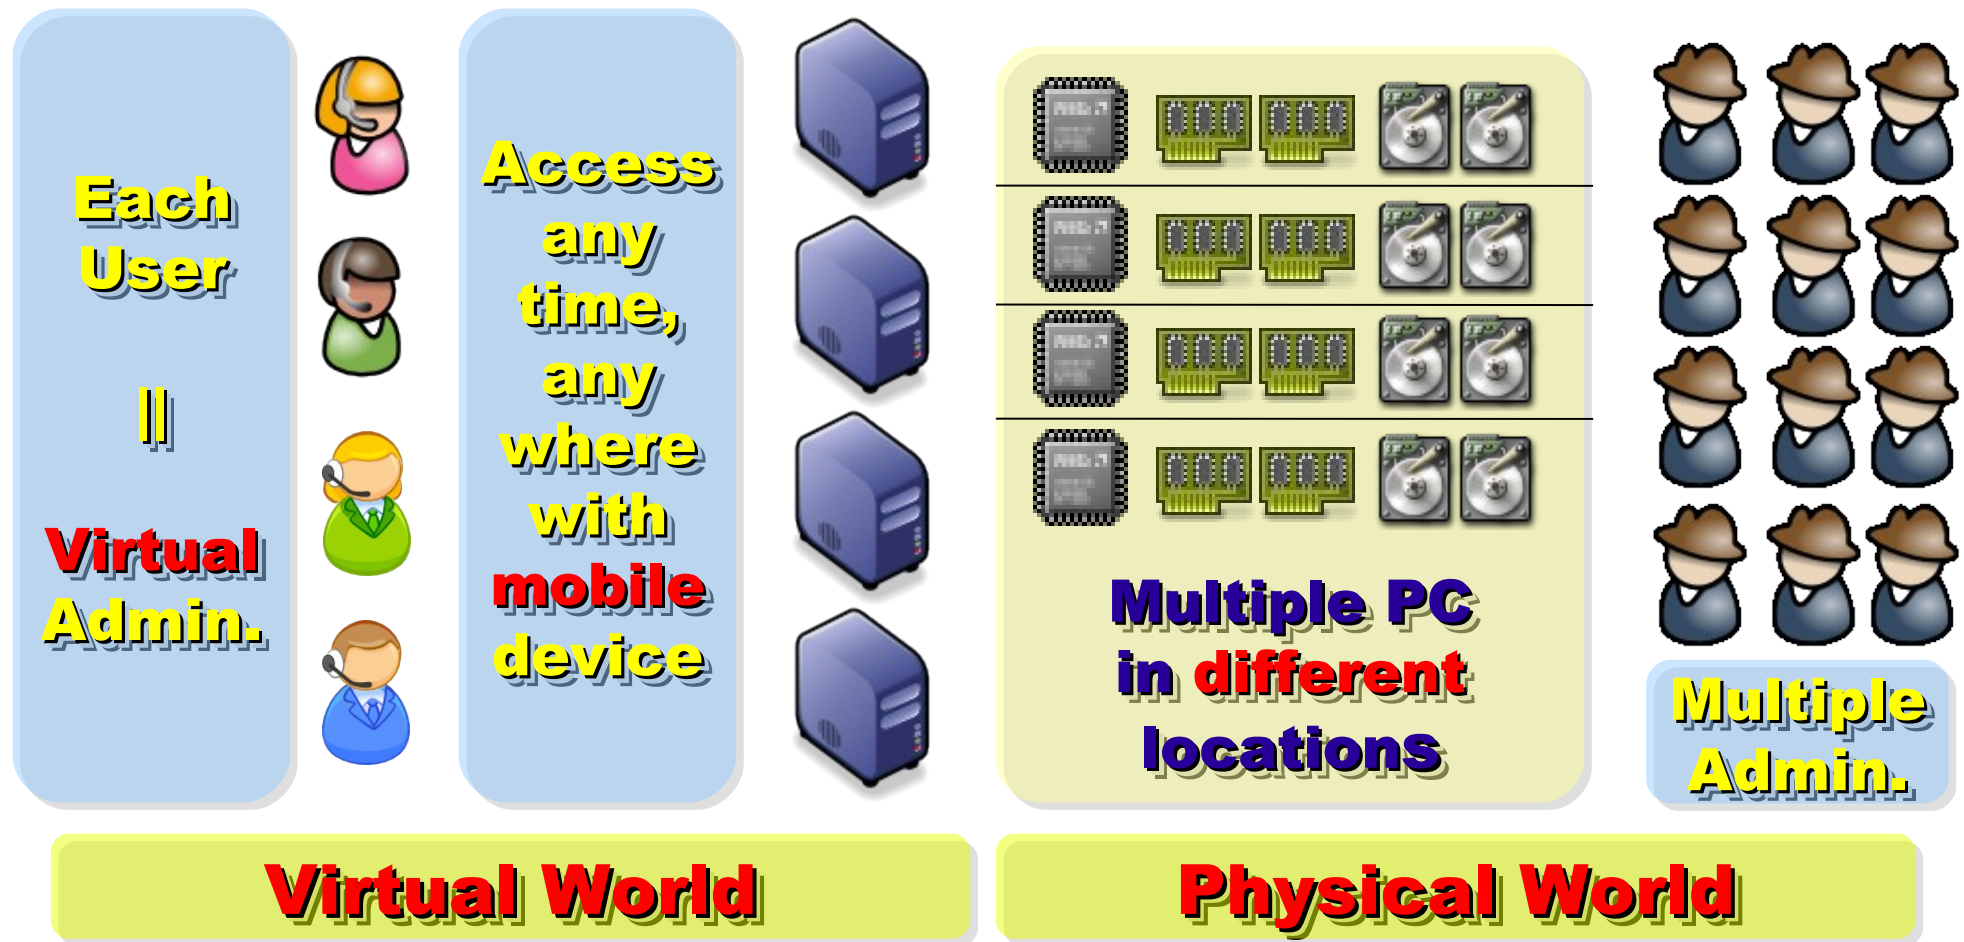 Each
User
||
Virtual
Admin.
Access
any
time,
any
where
with
mobile
device
Multiple PC
in different
locations
Multiple
Admin.
Virtual World
Physical World